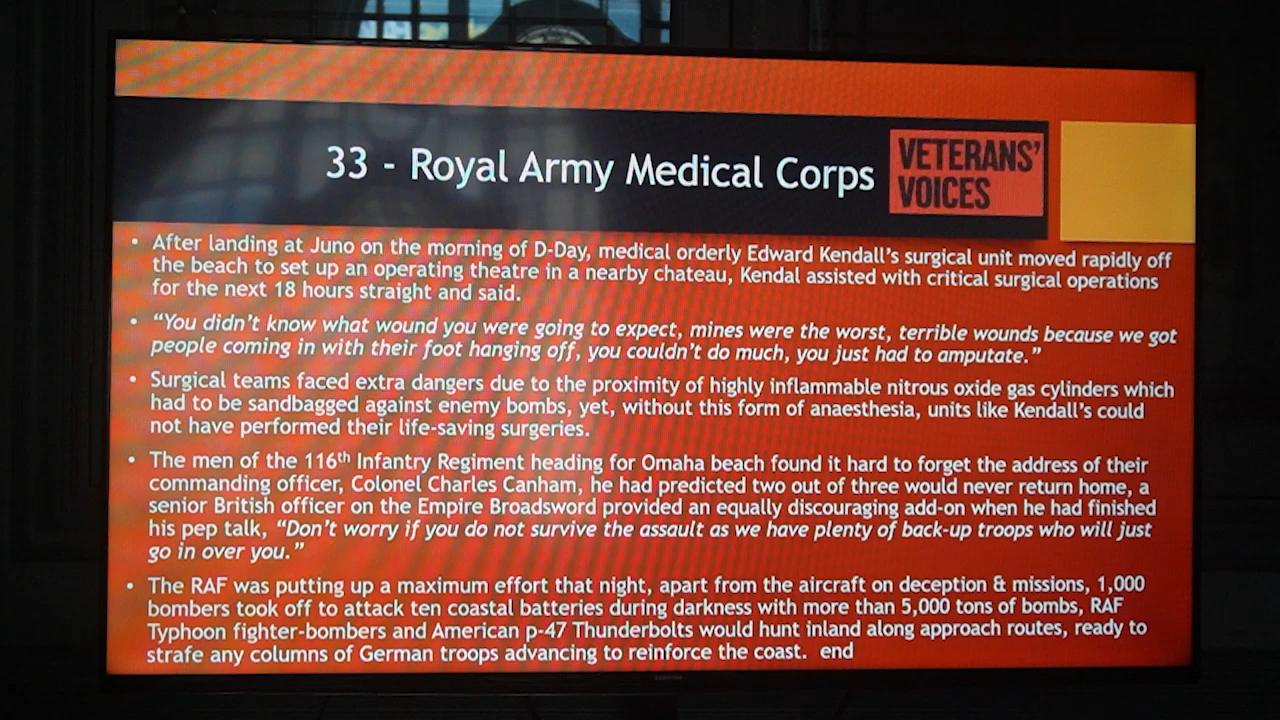 33 - Royal Army Medical Corps
VETERANS'
VOICES
• After landing at Juno on the morning of D-Day, medical orderly Edward Kendall's surgical unit moved rapidly off
the beach to set up an operating theatre in a nearby chateau, Kendal assisted with critical surgical operations
for the next 18 hours straight and said.
• “You didn't know what wound you were going to expect, mines were the worst, terrible wounds because we got
people coming in with their foot hanging off, you couldn't do much, you just had to amputate.”
• Surgical teams faced extra dangers due to the proximity of highly inflammable nitrous oxide gas cylinders which
had to be sandbagged against enemy bombs, yet, without this form of anaesthesia, units like Kendall's could
not have performed their life-saving surgeries.
• The men of the 116th Infantry Regiment heading for Omaha beach found it hard to forget the address of their
commanding officer, Colonel Charles Canham, he had predicted two out of three would never return home, a
senior British officer on the Empire Broadsword provided an equally discouraging add-on when he had finished
his pep talk, “Don't worry if you do not survive the assault as we have plenty of back-up troops who will just
go in over you.”
• The RAF was putting up a maximum effort that night, apart from the aircraft on deception & missions, 1,000
bombers took off to attack ten coastal batteries during darkness with more than 5,000 tons of bombs, RAF
Typhoon fighter-bombers and American p-47 Thunderbolts would hunt inland along approach routes, ready to
strafe any columns of German troops advancing to reinforce the coast. end
SAMSUNG